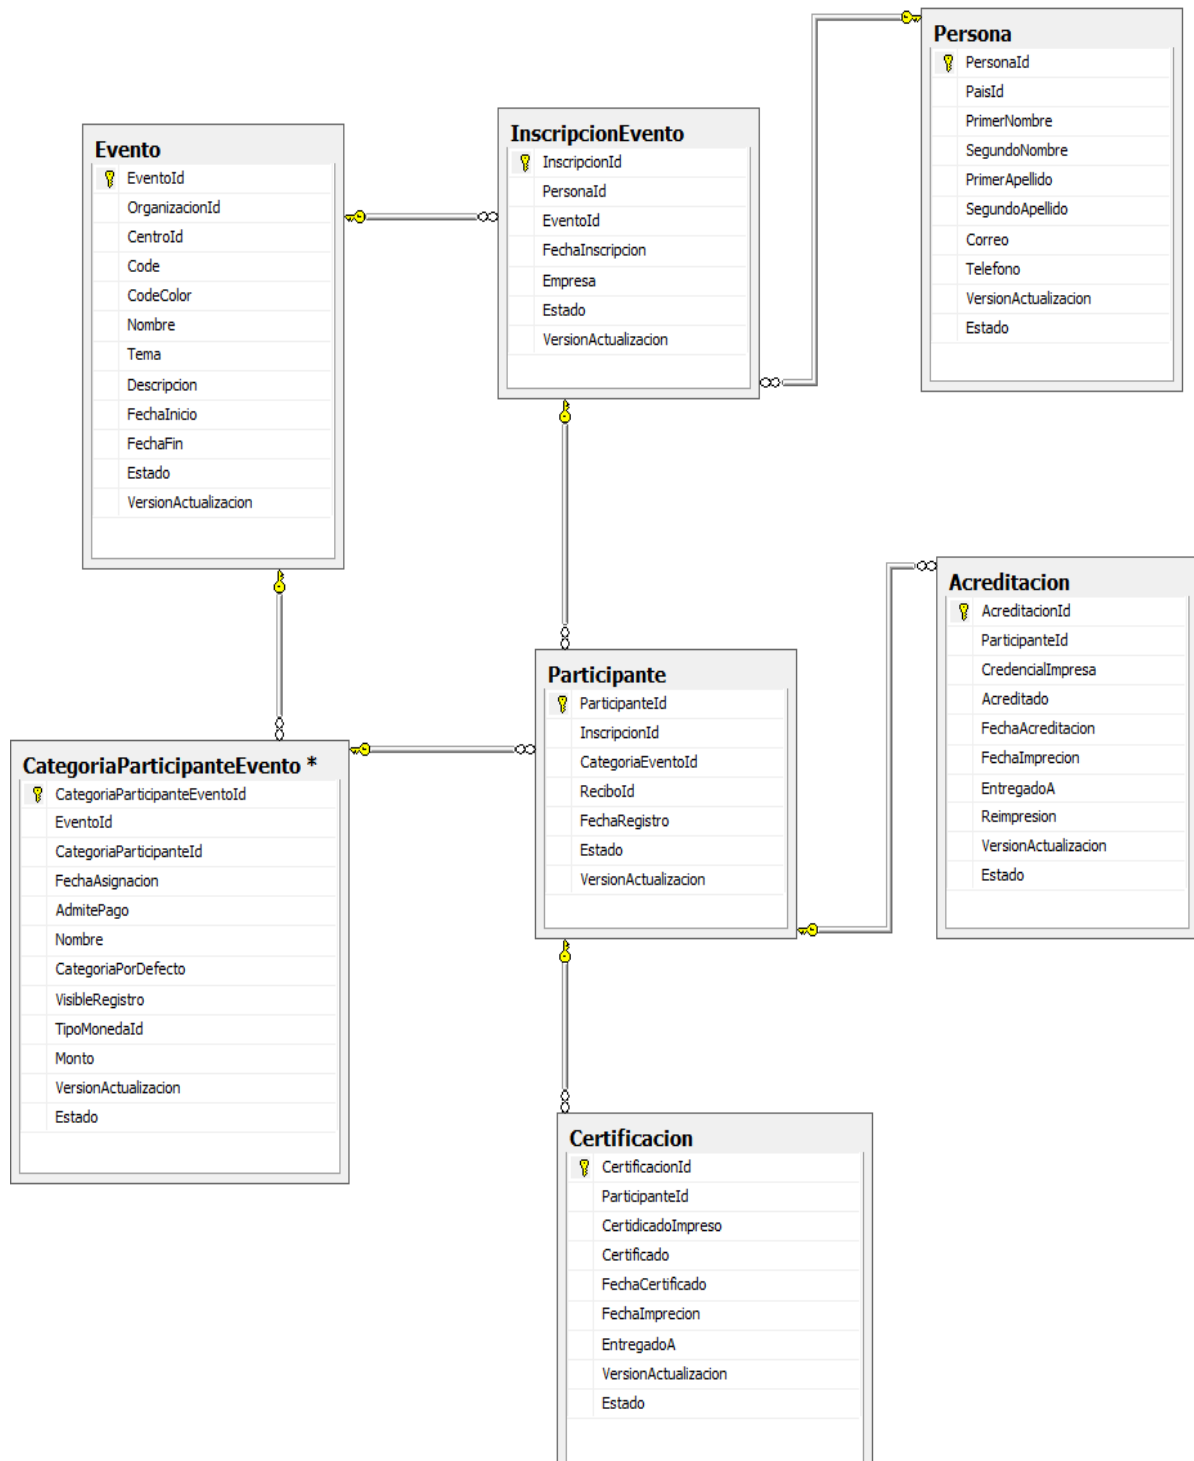 Persona
PersonaId
PaisId
PrimerNombre
SegundoNombre
PrimerApellido
SegundoApellido
Correo
Telefono
VersionActualizacion
Estado
InscripcionEvento
InscripcionId
PersonaId
EventoId
FechaInscripcion
Empresa
Estado
VersionActualizacion
Evento
EventoId
OrganizacionId
CentroId
Code
CodeColor
Nombre
Tema
Descripcion
FechaInicio
FechaFin
Estado
VersionActualizacion
Acreditacion
AcreditacionId
ParticipanteId
CredencialImpresa
Acreditado
FechaAcreditacion
FechaImprecion
EntregadoA
Reimpresion
VersionActualizacion
Estado
Participante
ParticipanteId
InscripcionId
CategoriaEventoId
ReciboId
FechaRegistro
Estado
VersionActualizacion
CategoriaParticipanteEvento *
CategoriaParticipanteEventoId
EventoId
CategoriaParticipanteId
FechaAsignacion
AdmitePago
Nombre
CategoriaPorDefecto
VisibleRegistro
TipoMonedaId
Monto
VersionActualizacion
Estado
Certificacion
CertificacionId
ParticipanteId
CertidicadoImpreso
Certificado
FechaCertificado
FechaImprecion
EntregadoA
VersionActualizacion
Estado